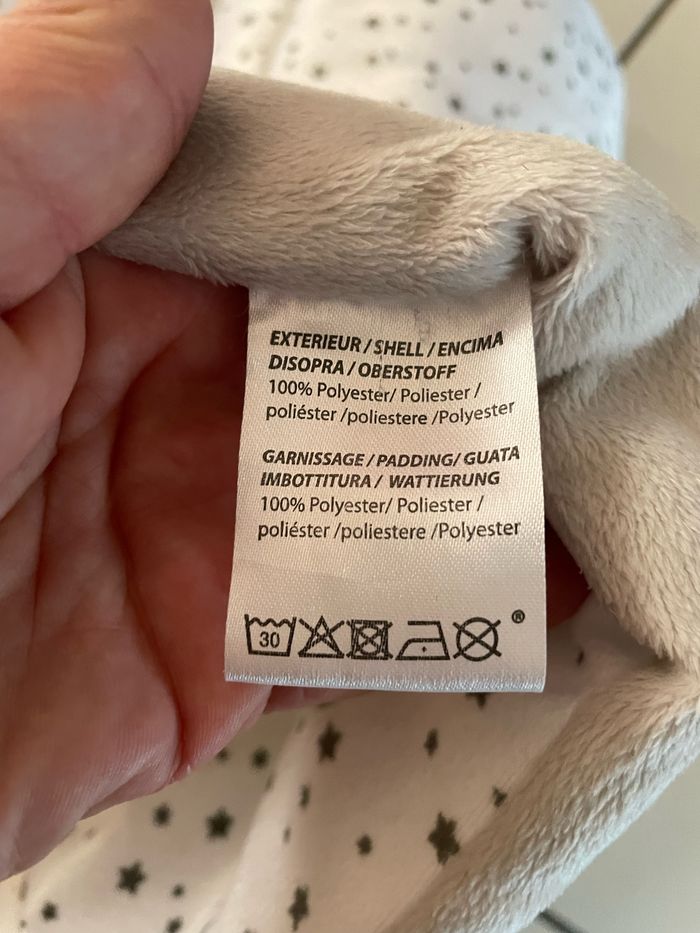 EXTERIEUR / SHELL / ENCIMA
DISOPRA / OBERSTOFF
100% Polyester/ Poliester /
poliéster /poliestere /Polyester
GARNISSAGE / PADDING/ GUATA
IMBOTTITURA / WATTIERUNG
100% Polyester/ Poliester /
poliéster /poliestere /Polyester
30 ®